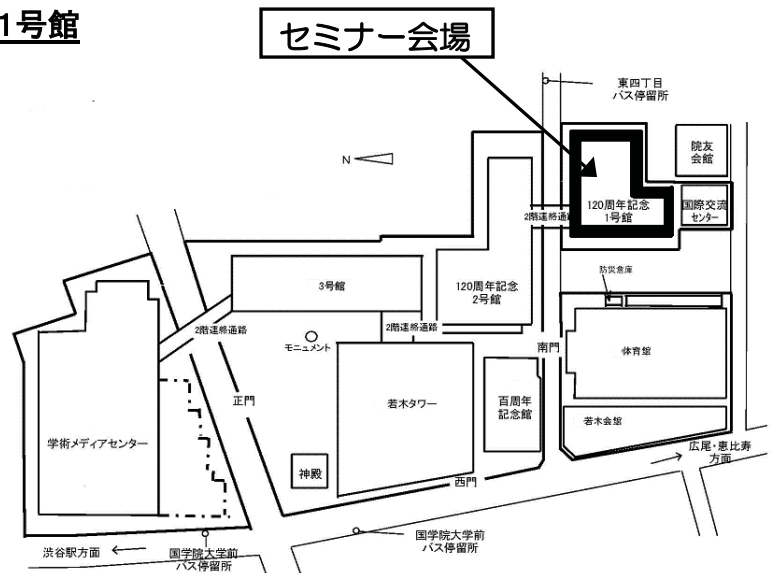 1号館
セミナー会場
東四丁目
バス停留所
N
院友
会館
120周年記念
1号館
国際交流
センター
2階連絡通路
防災倉庫
3号館
120周年記念
2号館
2階連絡通路
2階連絡通路
モニュメント
南門
体育館
正門
若木タワー
百周年
記念館
若木会館
学術メディアセンター
神殿
西門
広尾・恵比寿
方面
渋谷駅方面
国学院大学前
バス停留所
国学院大学前
バス停留所